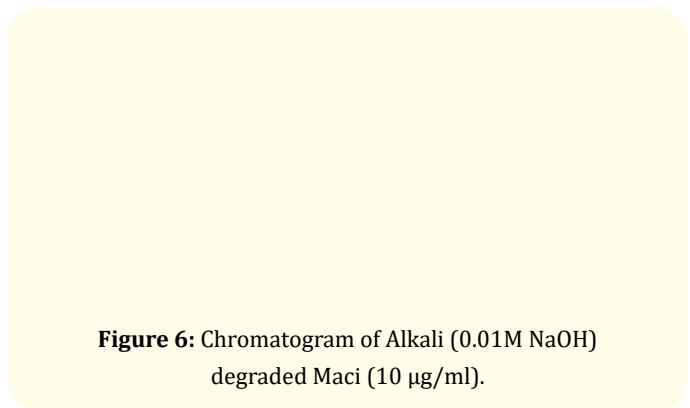 Figure 6: Chromatogram of Alkali (0.01M NaOH)
degraded Maci (10 μg/ml).